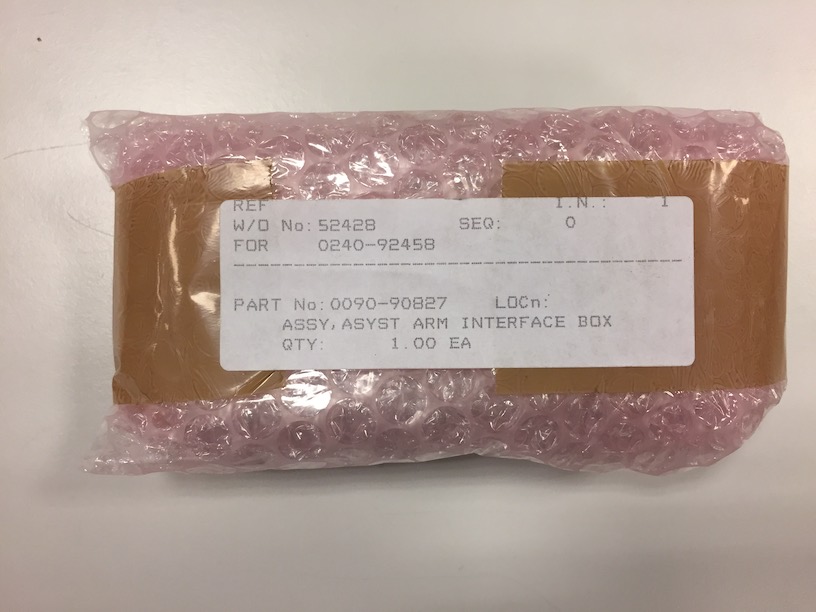 REF I.N.: 1
W/O No: 52428 SEQ: 0
FOR 0240-92458
PART No: 0090-90827 LOCn:
ASSY, ASYST ARM INTERFACE BOX
QTY: 1.00 EA